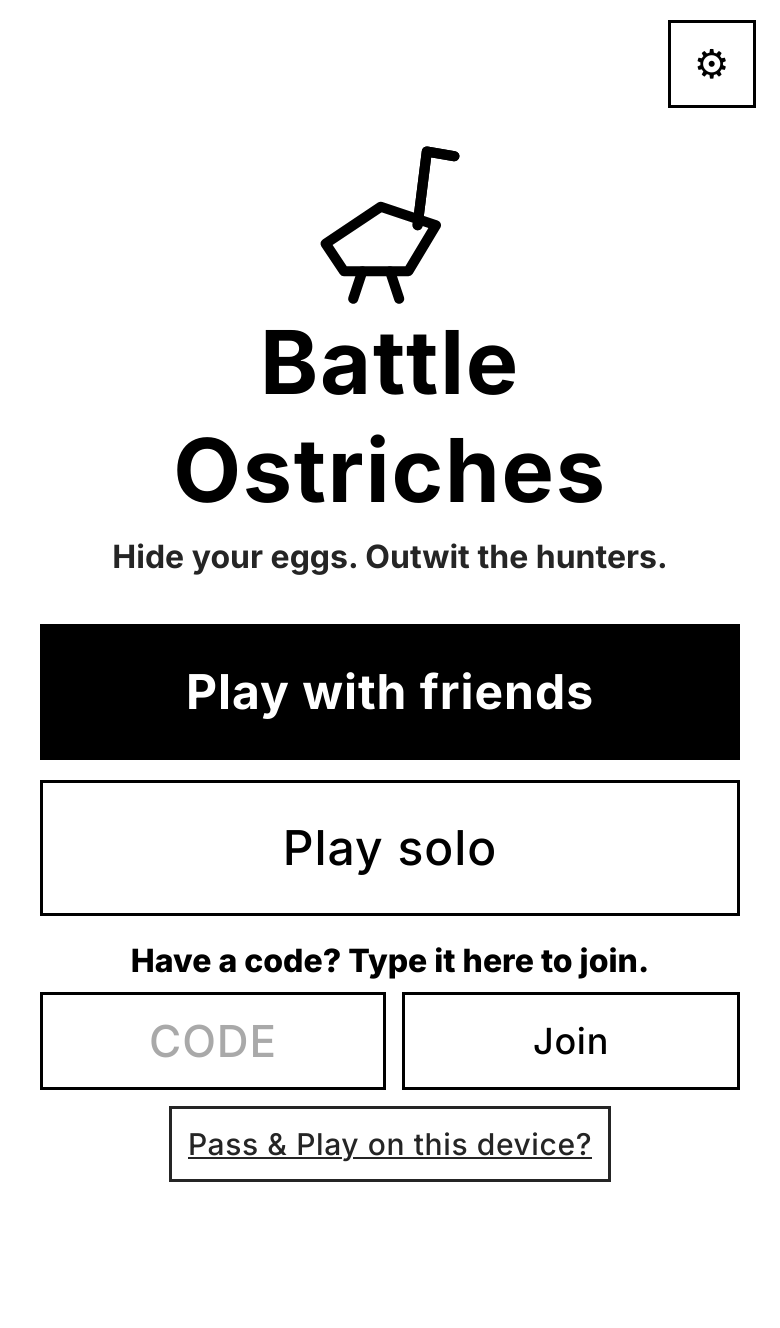 Battle
Ostriches
Hide your eggs. Outwit the hunters.
Play with friends
Play solo
Have a code? Type it here to join.
CODE
Join
Pass & Play on this device?